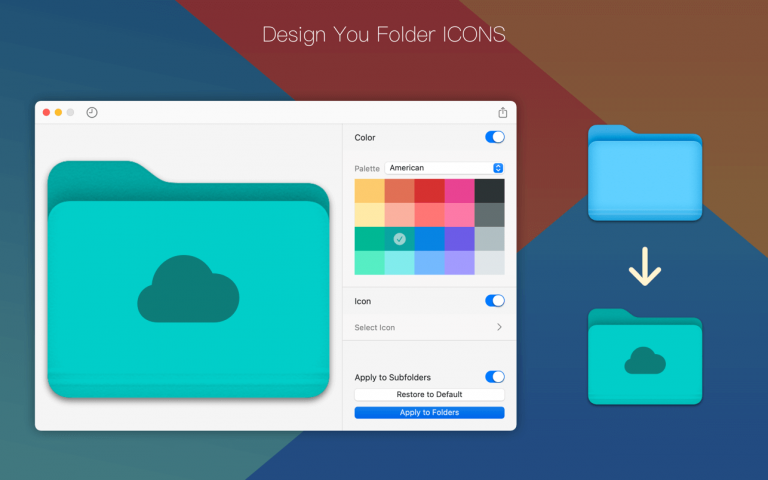 Design You Folder ICONS
Color
Palette American
Icon
Select Icon
Apply to Subfolders
Restore to Default
Apply to Folders